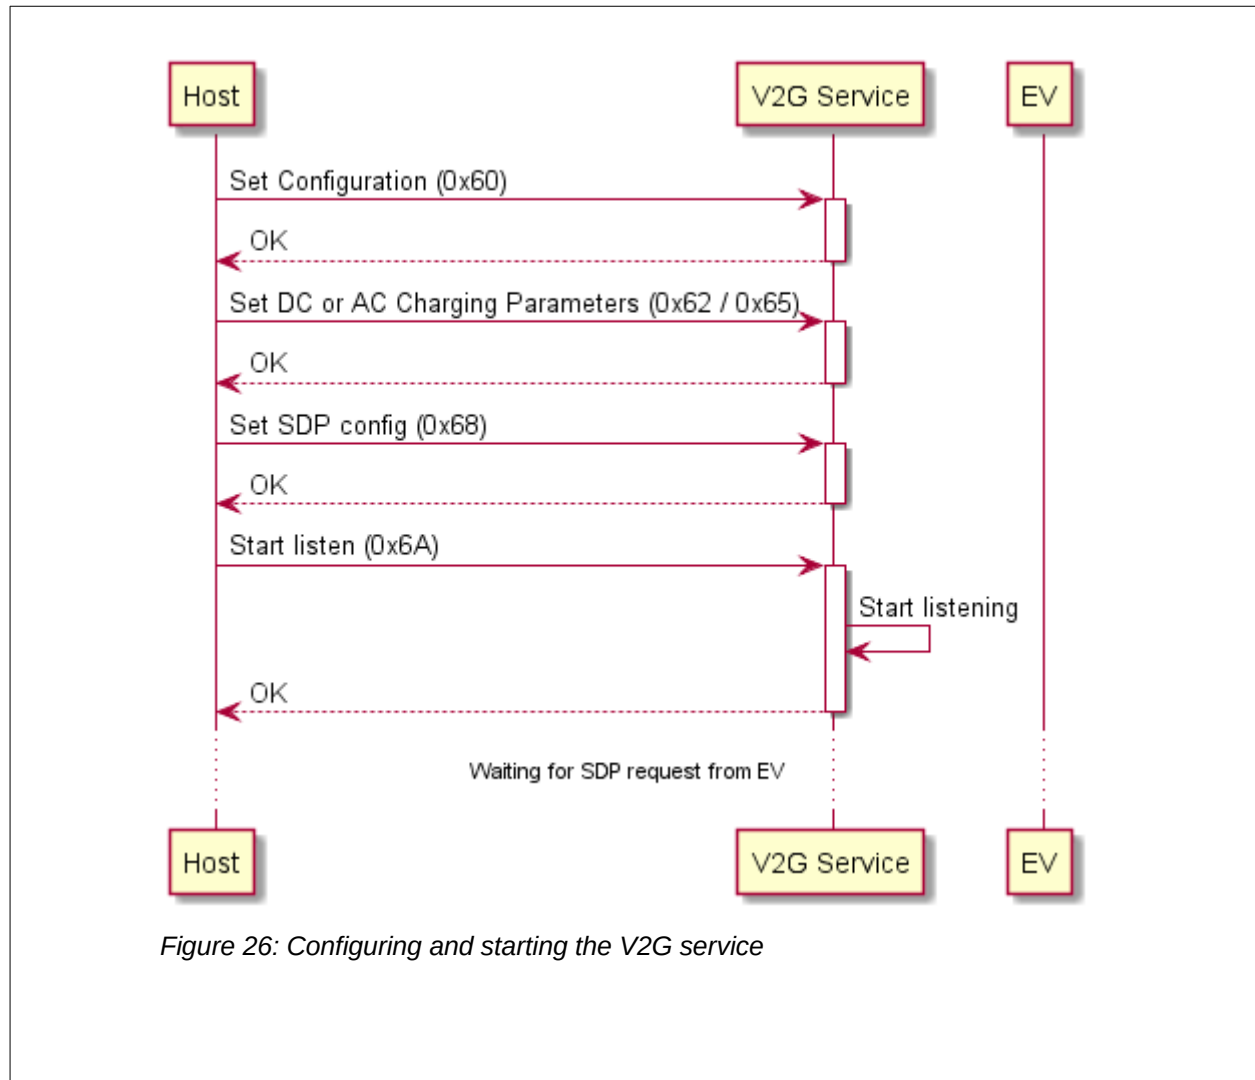 Host
V2G Service
EV
Set Configuration (0x60)
OK
Set DC or AC Charging Parameters (0x62 / 0x65)
OK
Set SDP config (0x68)
OK
Start listen (0x6A)
Start listening
OK
Waiting for SDP request from EV
Host
V2G Service
EV
Figure 26: Configuring and starting the V2G service